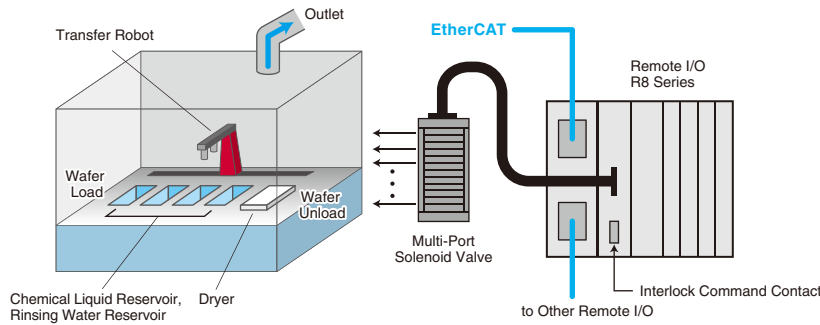 Outlet
Transfer Robot
EtherCAT
Remote I/O
R8 Series
Wafer
Load
Wafer
Unload
Multi-Port
Solenoid Valve
Chemical Liquid Reservoir,
Rinsing Water Reservoir
Dryer
Interlock Command Contact
to Other Remote I/O